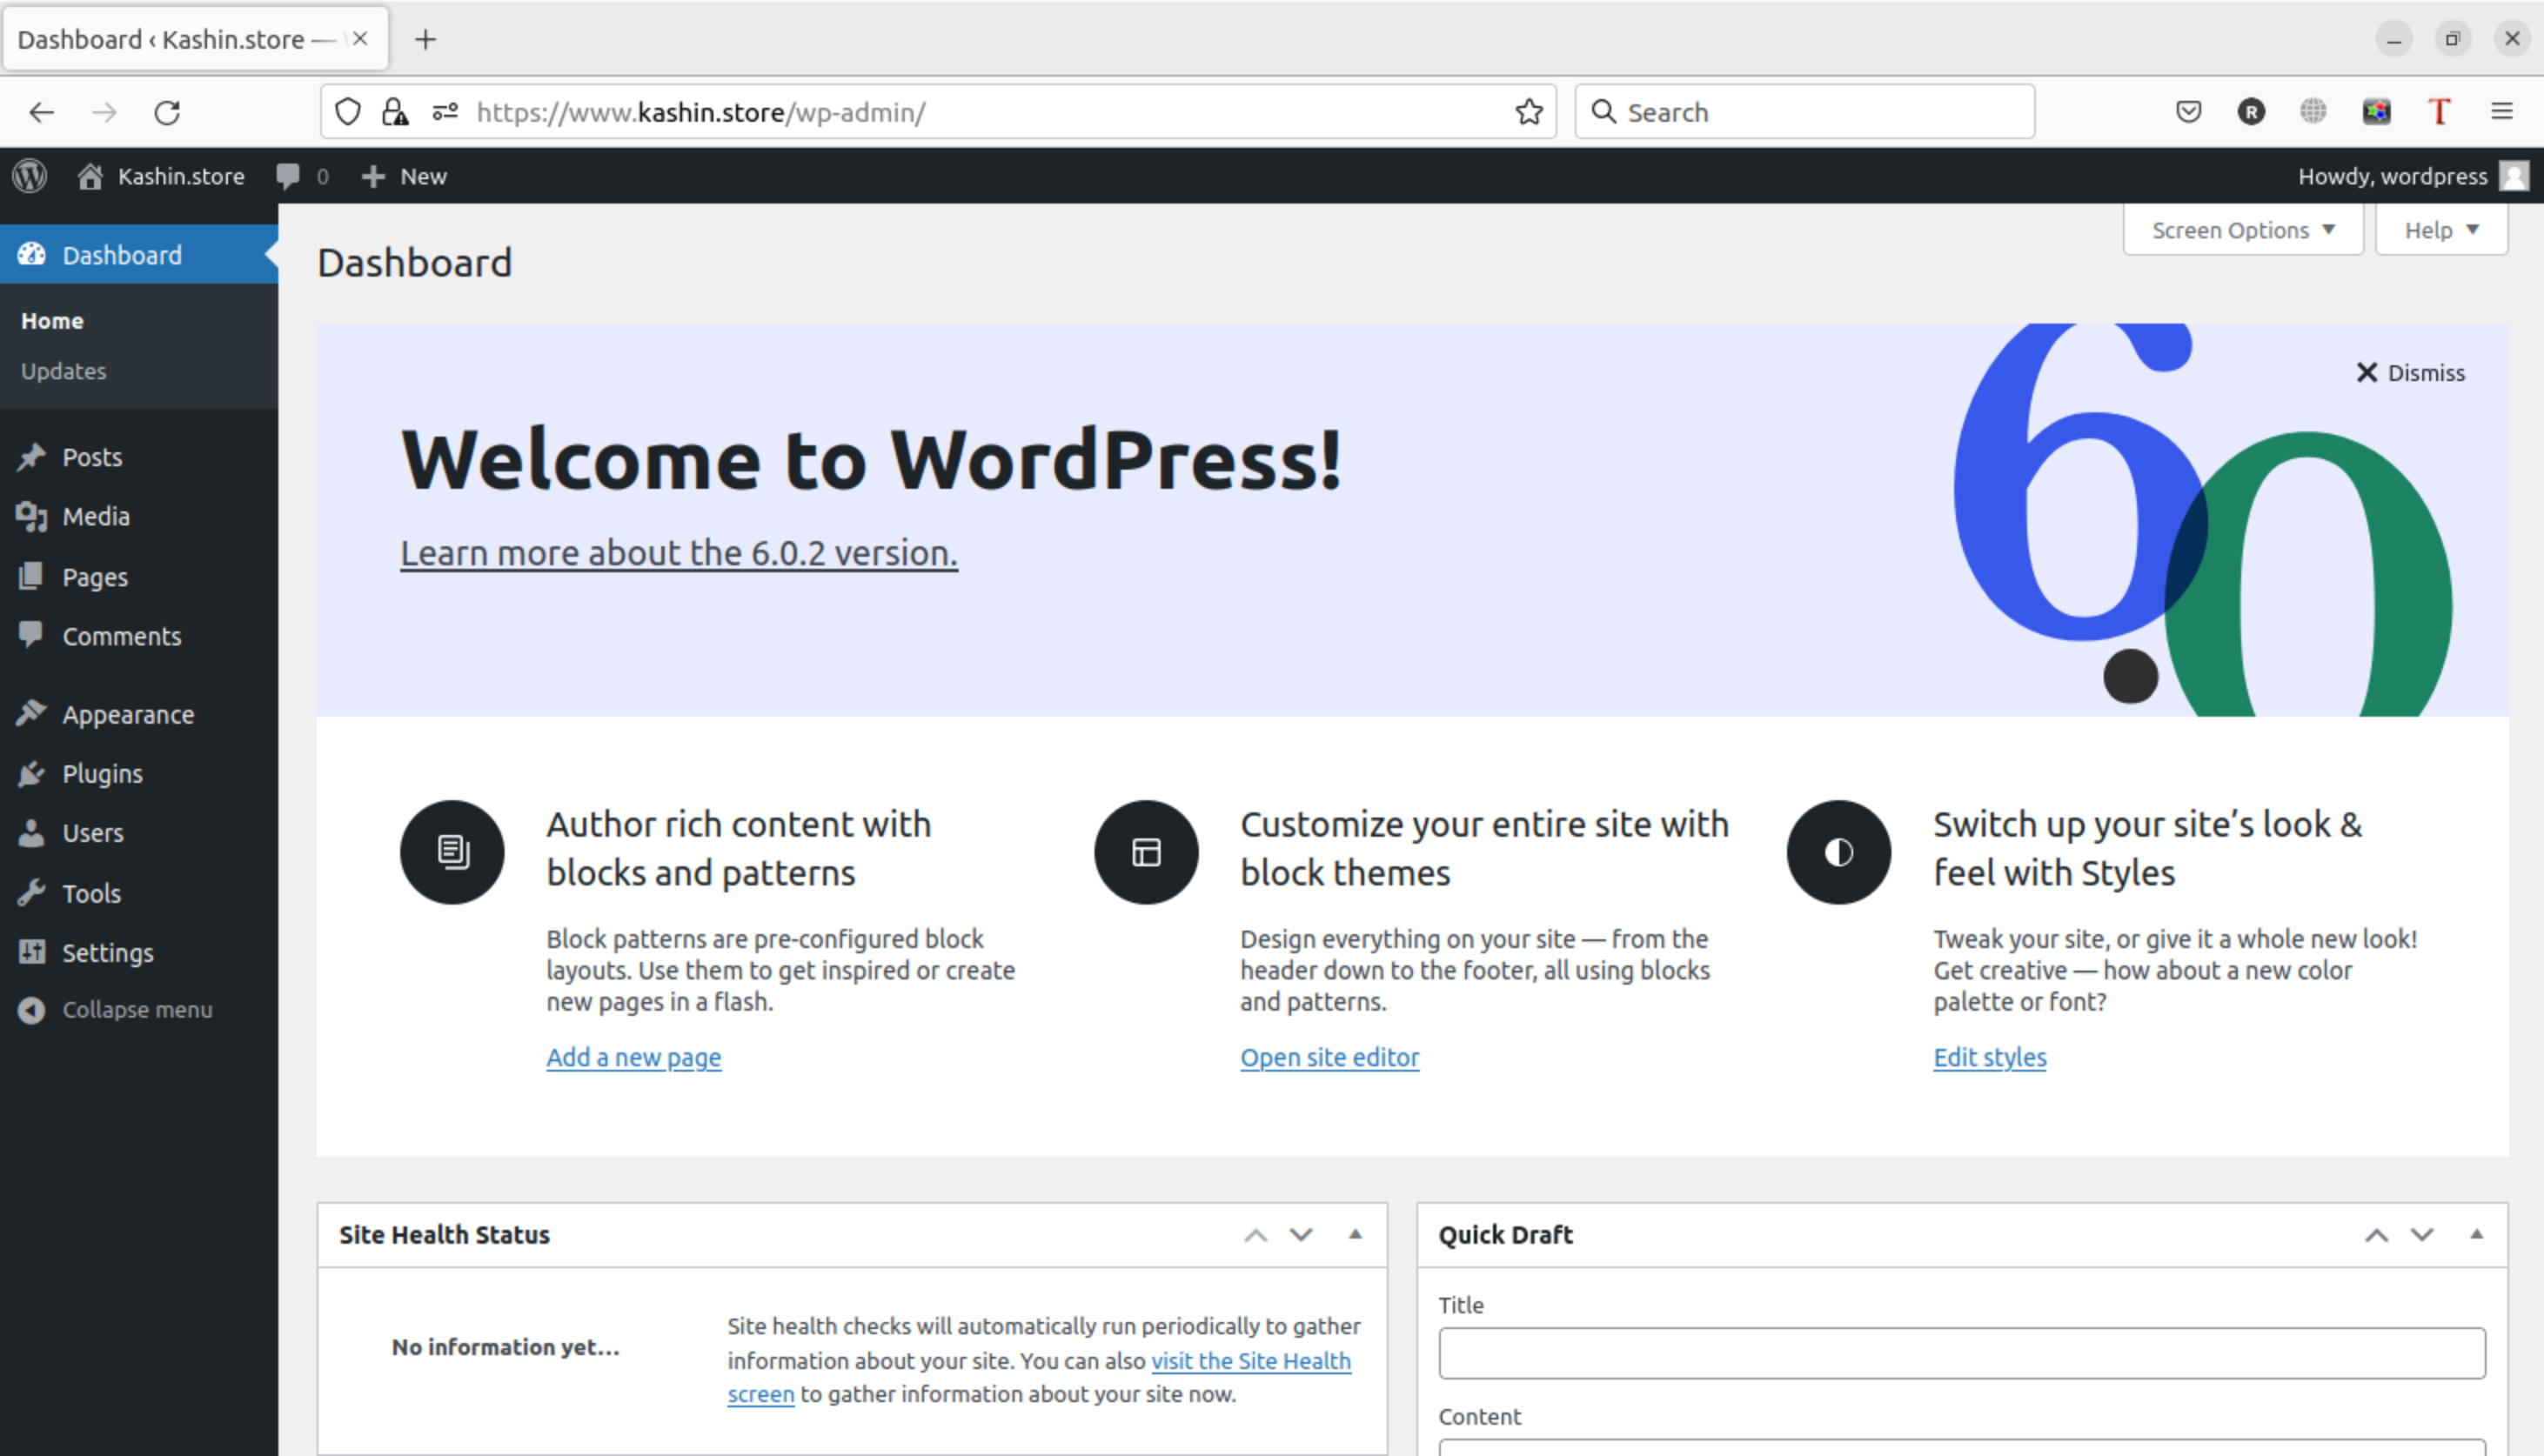 Dashboard ‹ Kashin.store —
https://www.kashin.store/wp-admin/
Search
R
T
Kashin.store
0
New
Howdy, wordpress
Screen Options
Help
Dashboard
Home
Updates
Posts
Media
Pages
Comments
Appearance
Plugins
Users
Tools
Settings
Collapse menu
Dashboard
Dismiss
Welcome to WordPress!
Learn more about the 6.0.2 version.
6.0
Author rich content with
blocks and patterns
Block patterns are pre-configured block
layouts. Use them to get inspired or create
new pages in a flash.
Add a new page
Customize your entire site with
block themes
Design everything on your site — from the
header down to the footer, all using blocks
and patterns.
Open site editor
Switch up your site’s look &
feel with Styles
Tweak your site, or give it a whole new look!
Get creative — how about a new color
palette or font?
Edit styles
Site Health Status
No information yet…
Site health checks will automatically run periodically to gather
information about your site. You can also visit the Site Health
screen to gather information about your site now.
Quick Draft
Title
Content